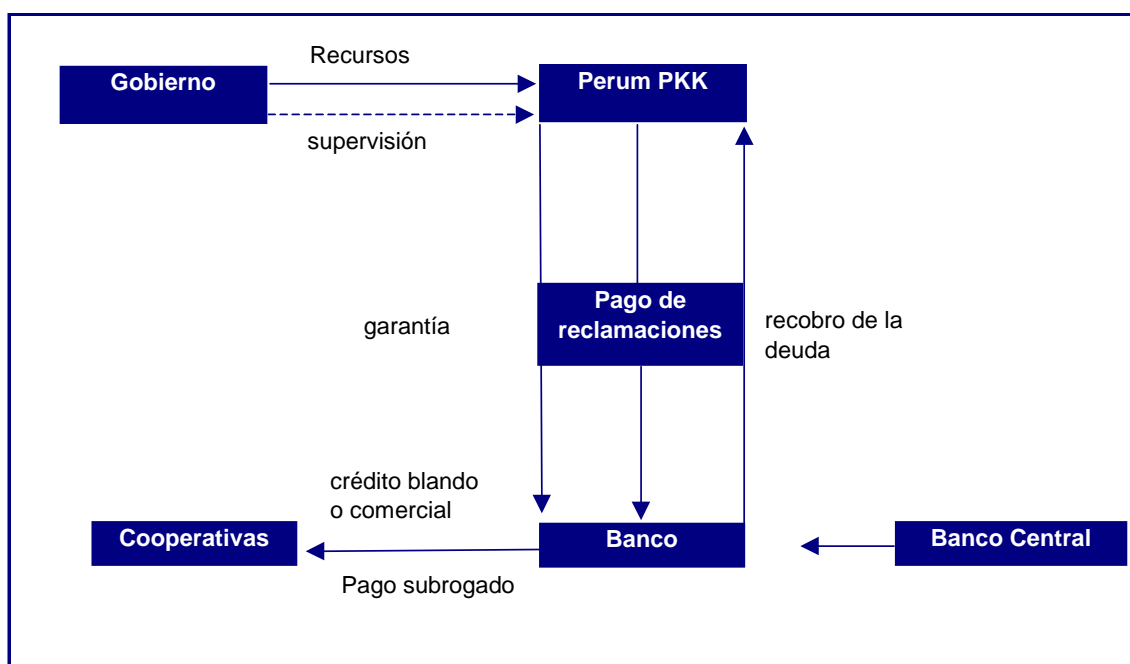 Recursos
Gobierno
Perum PKK
supervisión
Pago de
reclamaciones
garantía
recobro de la
deuda
crédito blando
o comercial
Cooperativas
Banco
Banco Central
Pago subrogado